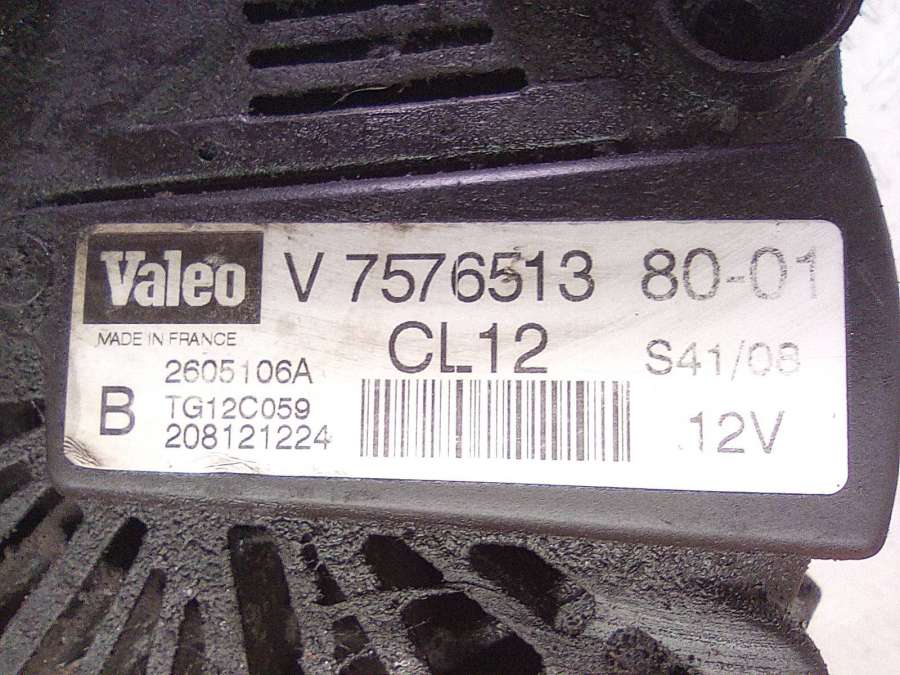 Valeo V 7576513 80-01
MADE IN FRANCE
CL12
S41/08
2605106A
B
TG12C059
208121224
12V